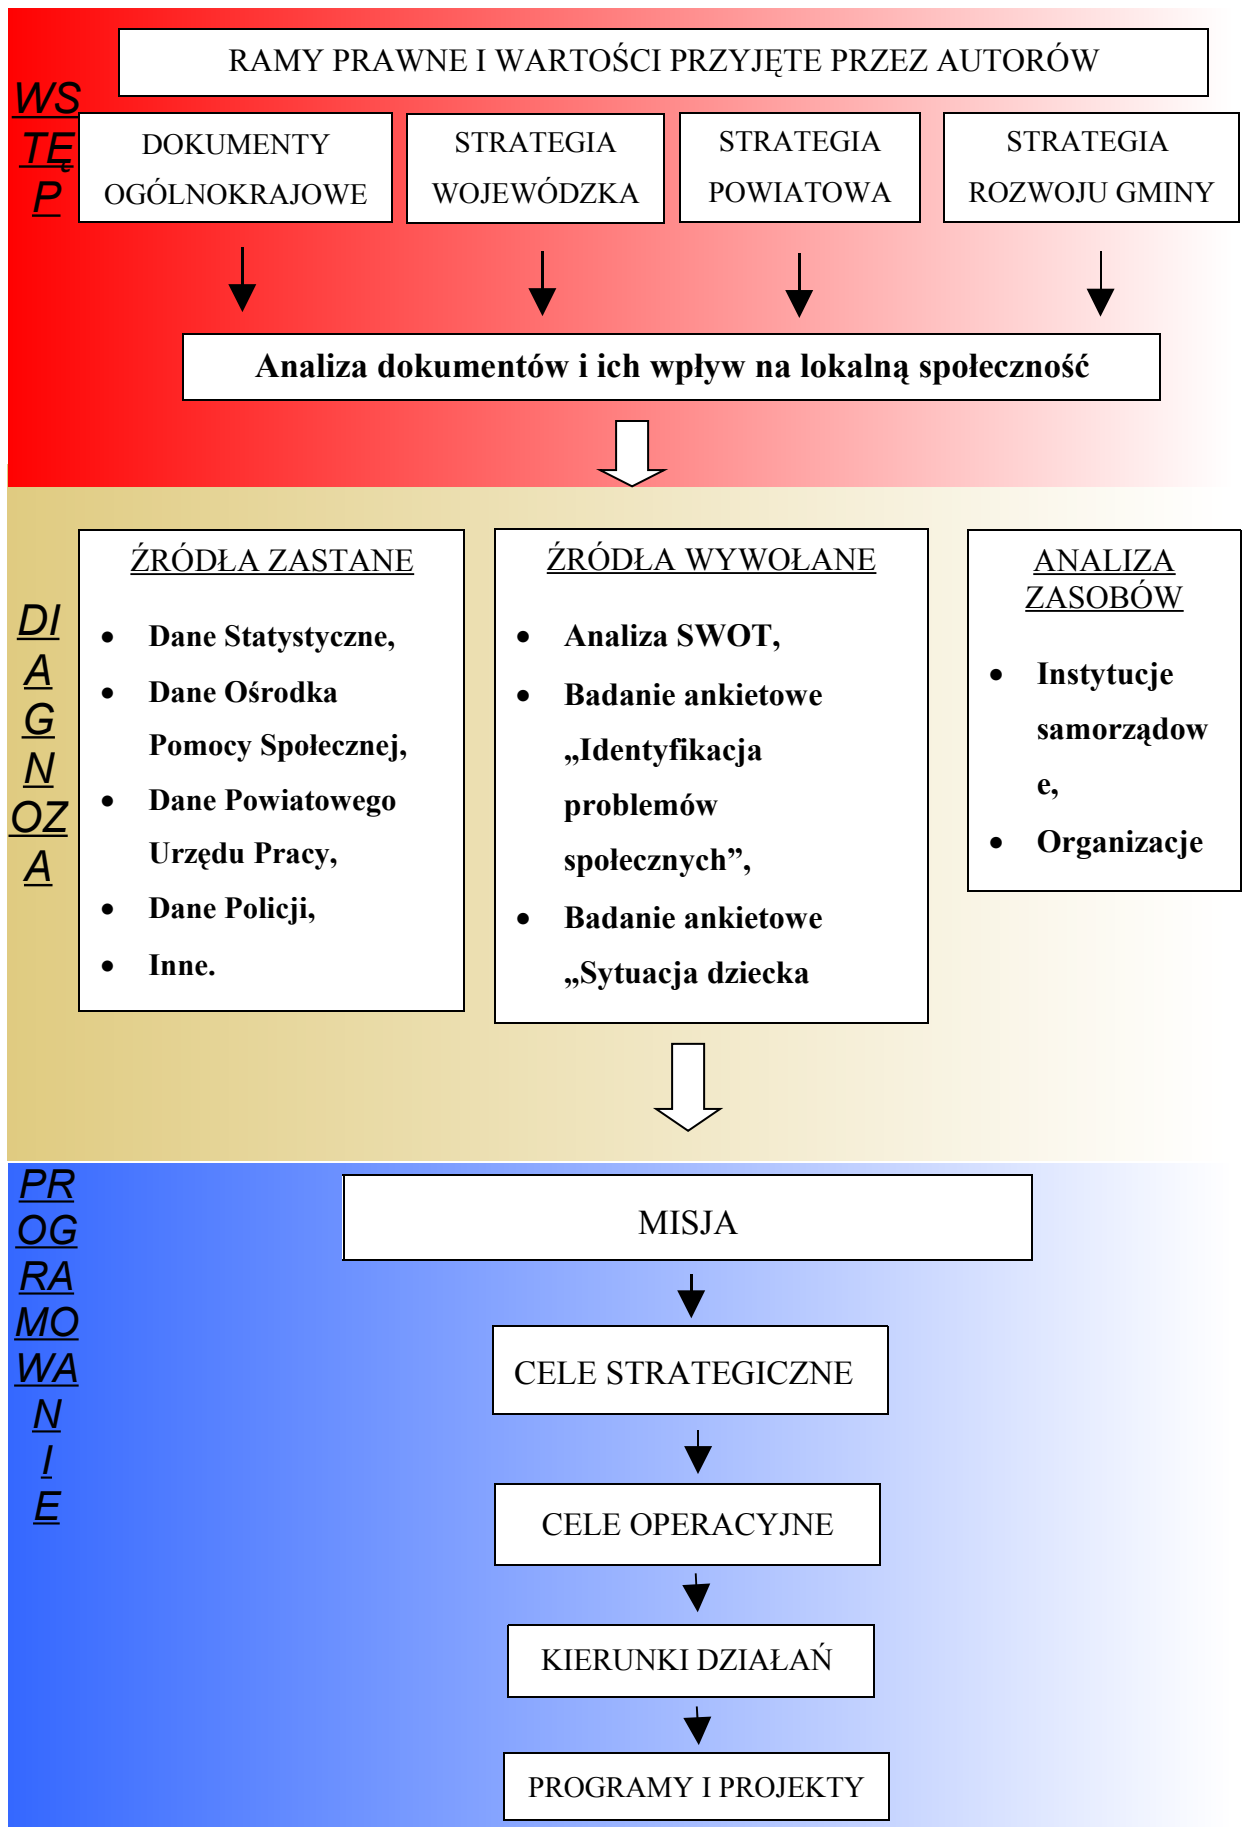 RAMY PRAWNE I WARTOŚCI PRZYJĘTE PRZEZ AUTORÓW
WS
TĘ
P
DOKUMENTY
OGÓLNOKRAJOWE
STRATEGIA
WOJEWÓDZKA
STRATEGIA
POWIATOWA
STRATEGIA
ROZWOJU GMINY
Analiza dokumentów i ich wpływ na lokalną społeczność
DI
A
G
N
OZ
A
ŹRÓDŁA ZASTANE
• Dane Statystyczne,
• Dane Ośrodka
Pomocy Społecznej,
• Dane Powiatowego
Urzędu Pracy,
• Dane Policji,
• Inne.
ŹRÓDŁA WYWOŁANE
• Analiza SWOT,
• Badanie ankietowe
„Identyfikacja
problemów
społecznych”,
• Badanie ankietowe
„Sytuacja dziecka
ANALIZA
ZASOBÓW
• Instytucje
samorządow
e,
• Organizacje
PR
OG
RA
MO
WA
N
I
E
MISJA
CELE STRATEGICZNE
CELE OPERACYJNE
KIERUNKI DZIAŁAŃ
PROGRAMY I PROJEKTY